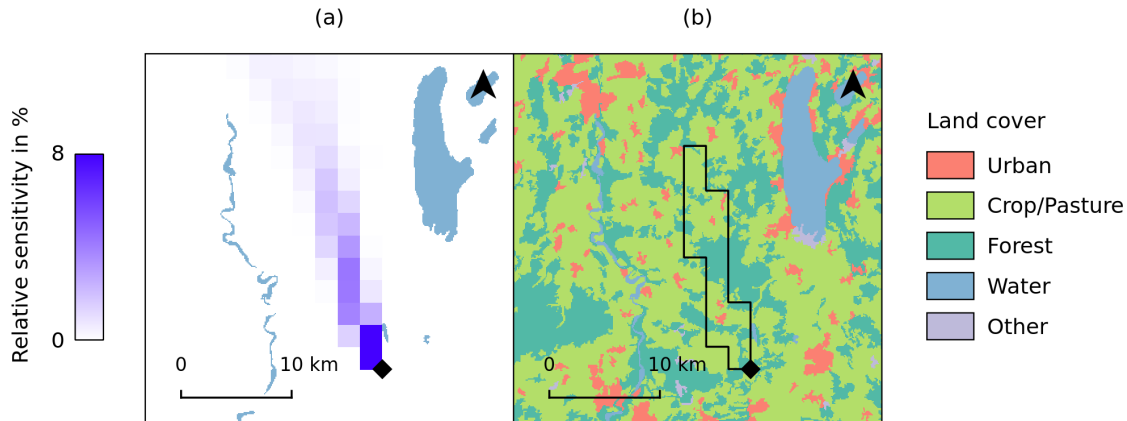 (a)
(b)
Relative sensitivity in %
8
4
0
0
10 km
0
10 km
Land cover
Urban
Crop/Pasture
Forest
Water
Other